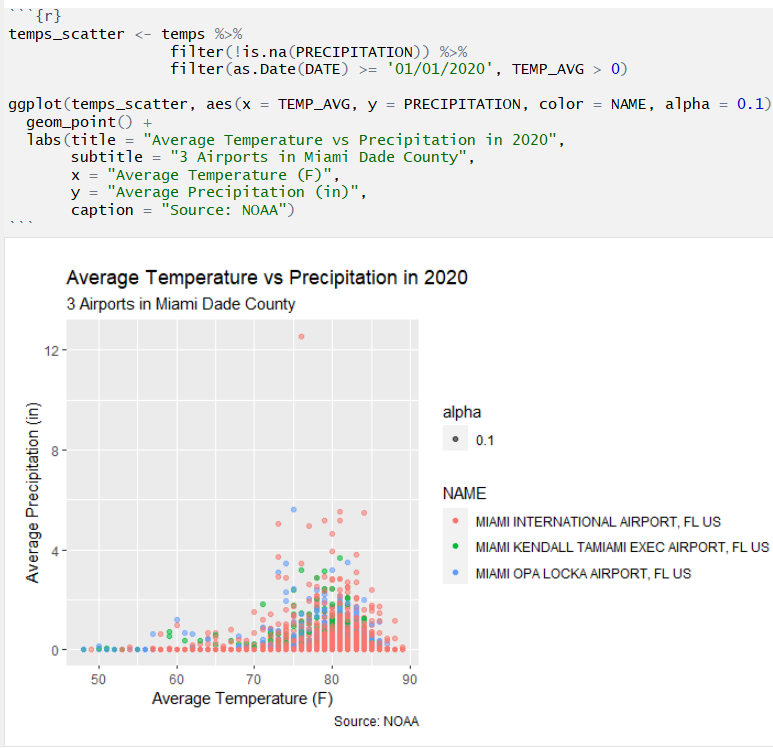 ```{r}
temps_scatter <- temps %>%
filter(!is.na(PRECIPITATION)) %>%
filter(as.Date(DATE) >= '01/01/2020', TEMP_AVG > 0)
ggplot(temps_scatter, aes(x = TEMP_AVG, y = PRECIPITATION, color = NAME, alpha = 0.1)
geom_point() +
labs(title = "Average Temperature vs Precipitation in 2020",
subtitle = "3 Airports in Miami Dade County",
x = "Average Temperature (F)",
y = "Average Precipitation (in)",
caption = "Source: NOAA")
```
Average Temperature vs Precipitation in 2020
3 Airports in Miami Dade County
Average Precipitation (in)
12
8
4
0
50 60 70 80 90
Average Temperature (F)
Source: NOAA
alpha
0.1
NAME
MIAMI INTERNATIONAL AIRPORT, FL US
MIAMI KENDALL TAMIAMI EXEC AIRPORT, FL US
MIAMI OPA LOCKA AIRPORT, FL US